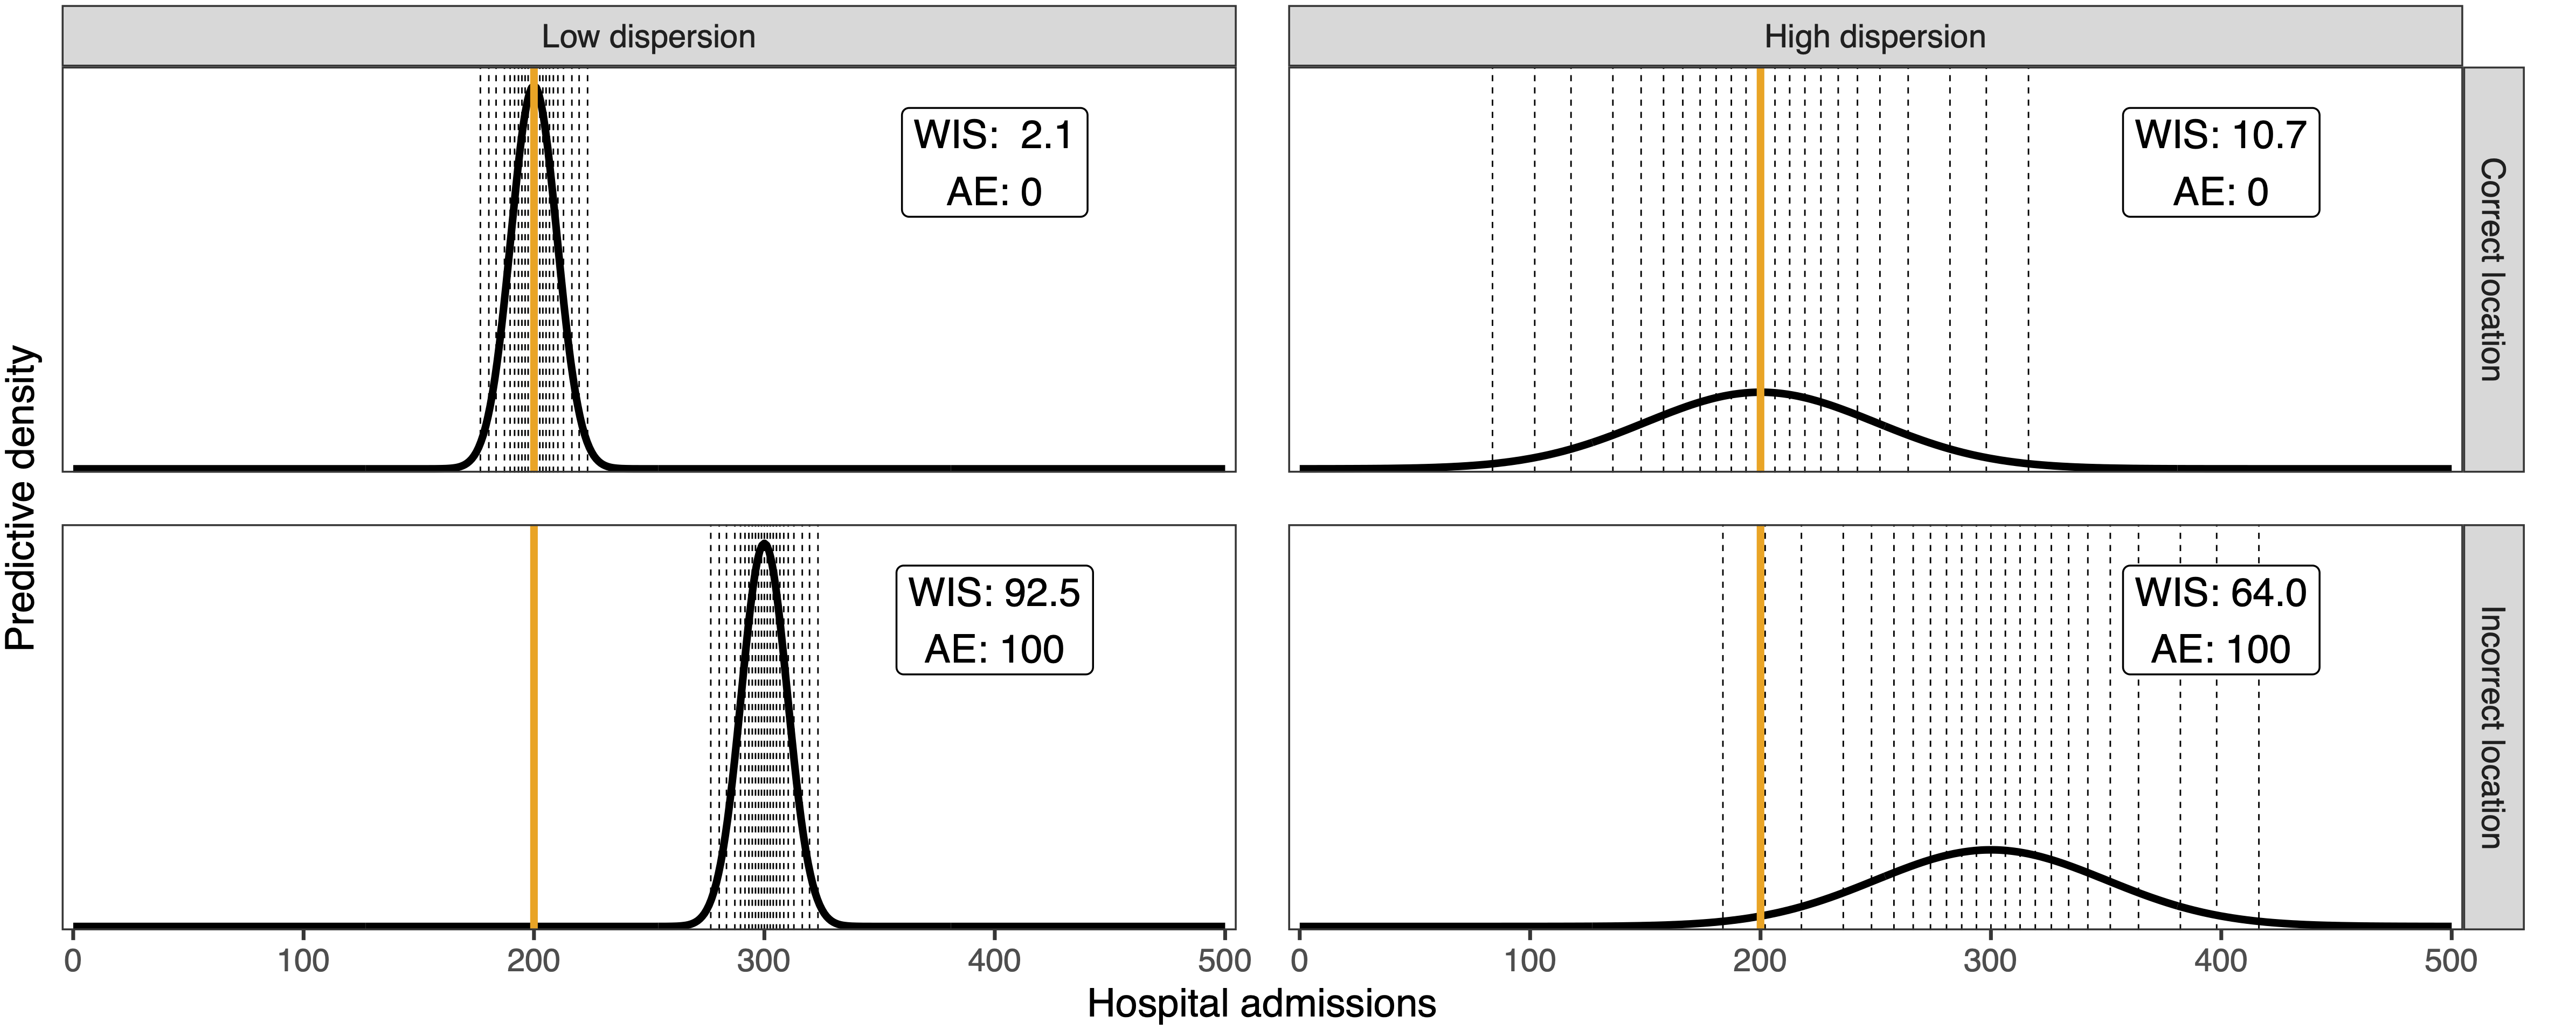 Low dispersion
High dispersion
WIS: 2.1
AE: 0
WIS: 10.7
AE: 0
Correct location
Predictive density
WIS: 92.5
AE: 100
WIS: 64.0
AE: 100
Incorrect location
0 100 200 300 400 500
0 100 200 300 400 500
Hospital admissions